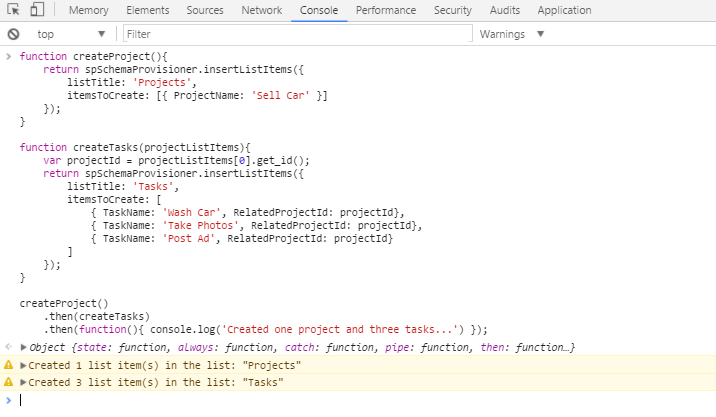 Memory Elements Sources Network Console Performance Security Audits Application
top Filter Warnings
function createProject(){
    return spSchemaProvisioner.insertListItems({
        listTitle: 'Projects',
        itemsToCreate: [{ ProjectName: 'Sell Car' }]
    });
}

function createTasks(projectListItems){
    var projectId = projectListItems[0].get_id();
    return spSchemaProvisioner.insertListItems({
        listTitle: 'Tasks',
        itemsToCreate: [
            { TaskName: 'Wash Car', RelatedProjectId: projectId},
            { TaskName: 'Take Photos', RelatedProjectId: projectId},
            { TaskName: 'Post Ad', RelatedProjectId: projectId}
        ]
    });
}

createProject()
    .then(createTasks)
    .then(function(){ console.log('Created one project and three tasks...') });
Object {state: function, always: function, catch: function, pipe: function, then: function…}
Created 1 list item(s) in the list: "Projects"
Created 3 list item(s) in the list: "Tasks"